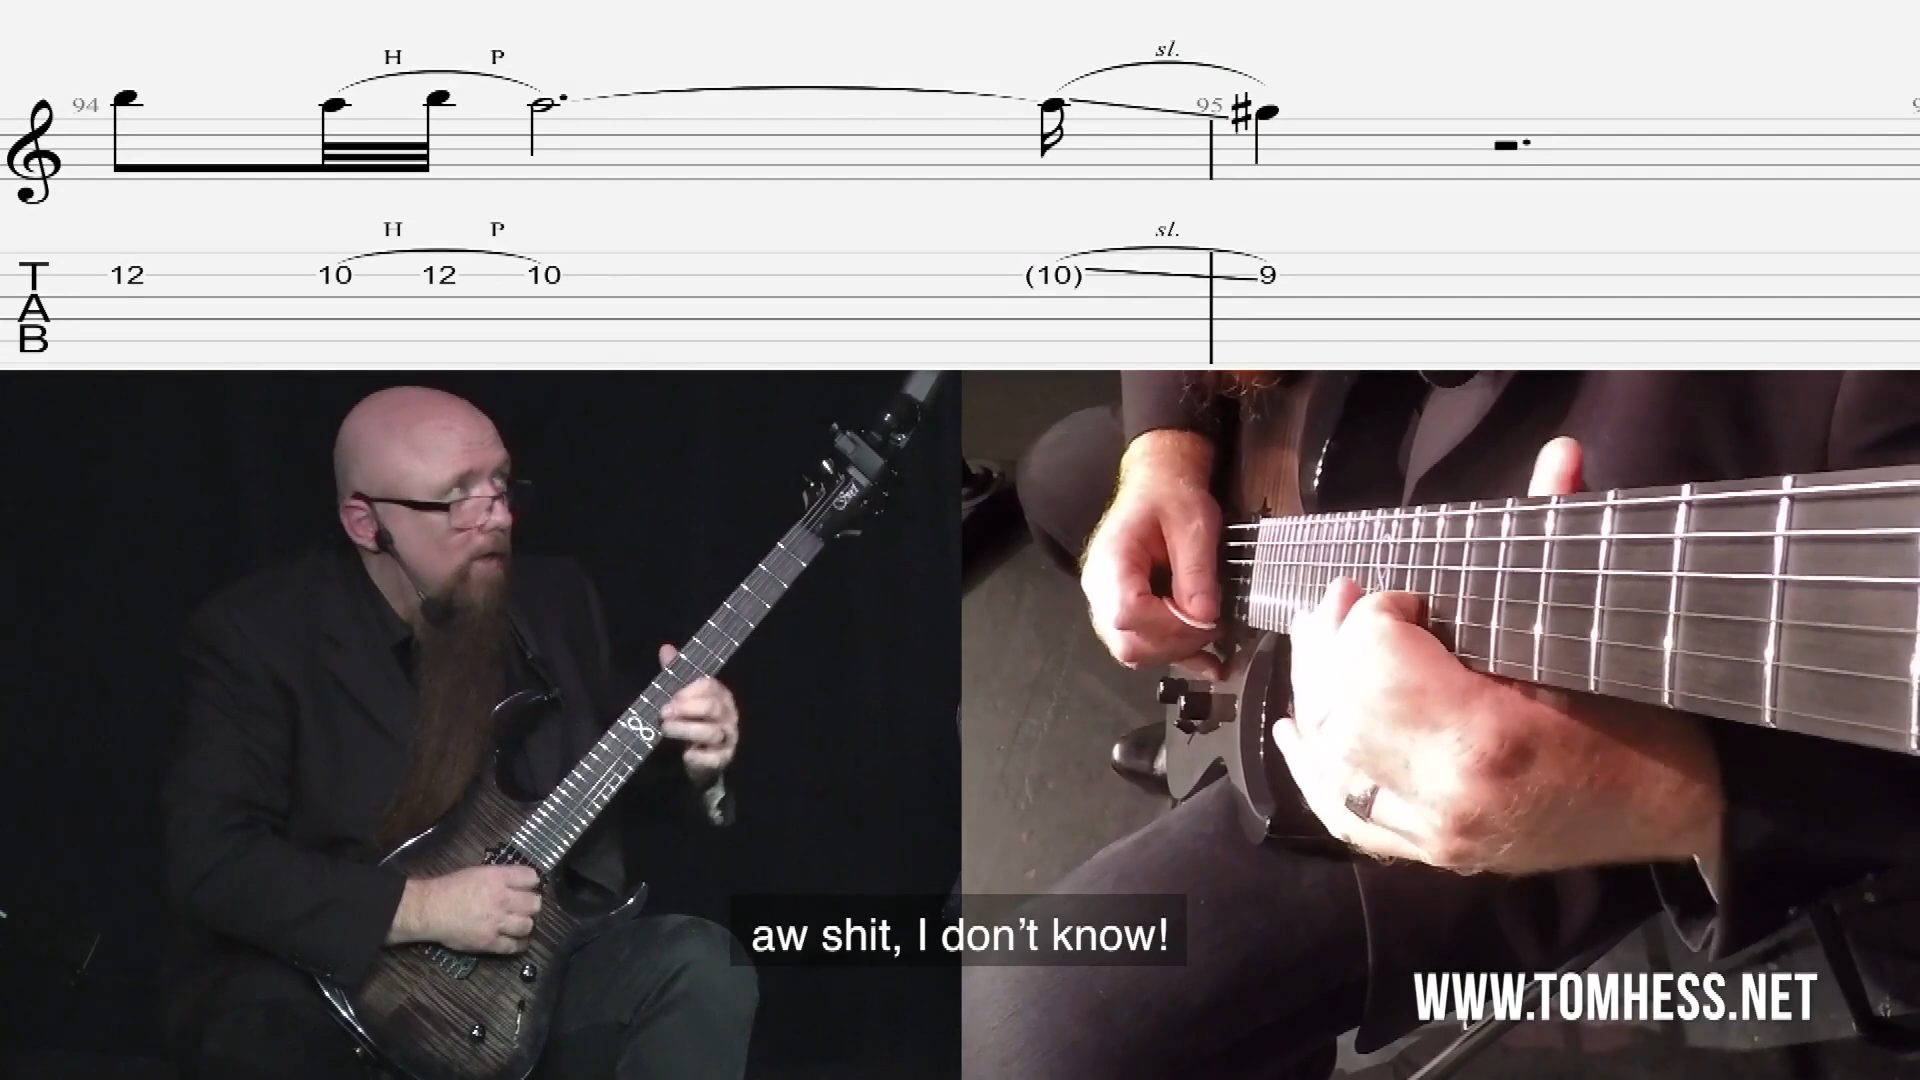 H P sl.
94 95
H P sl.
T 12 10 12 10 (10) 9
A
B
aw shit, I don't know!
WWW.TOMHESS.NET